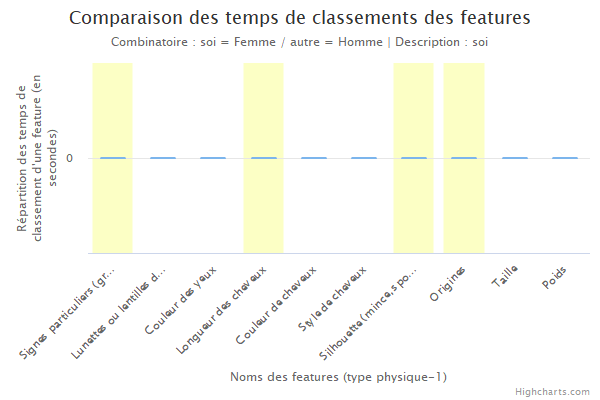 Comparaison des temps de classements des features
Combinatoire : soi = Femme / autre = Homme | Description : soi
Répartition des temps de
classement d'une feature (en
secondes)
0
Signes particuliers (gr...
Lunettes ou lentilles d...
Couleur des yeux
Longueur des cheveux
Couleur de cheveux
Style de cheveux
Silhouette (mince,s po...
Origines
Taille
Poids
Noms des features (type physique-1)
Highcharts.com